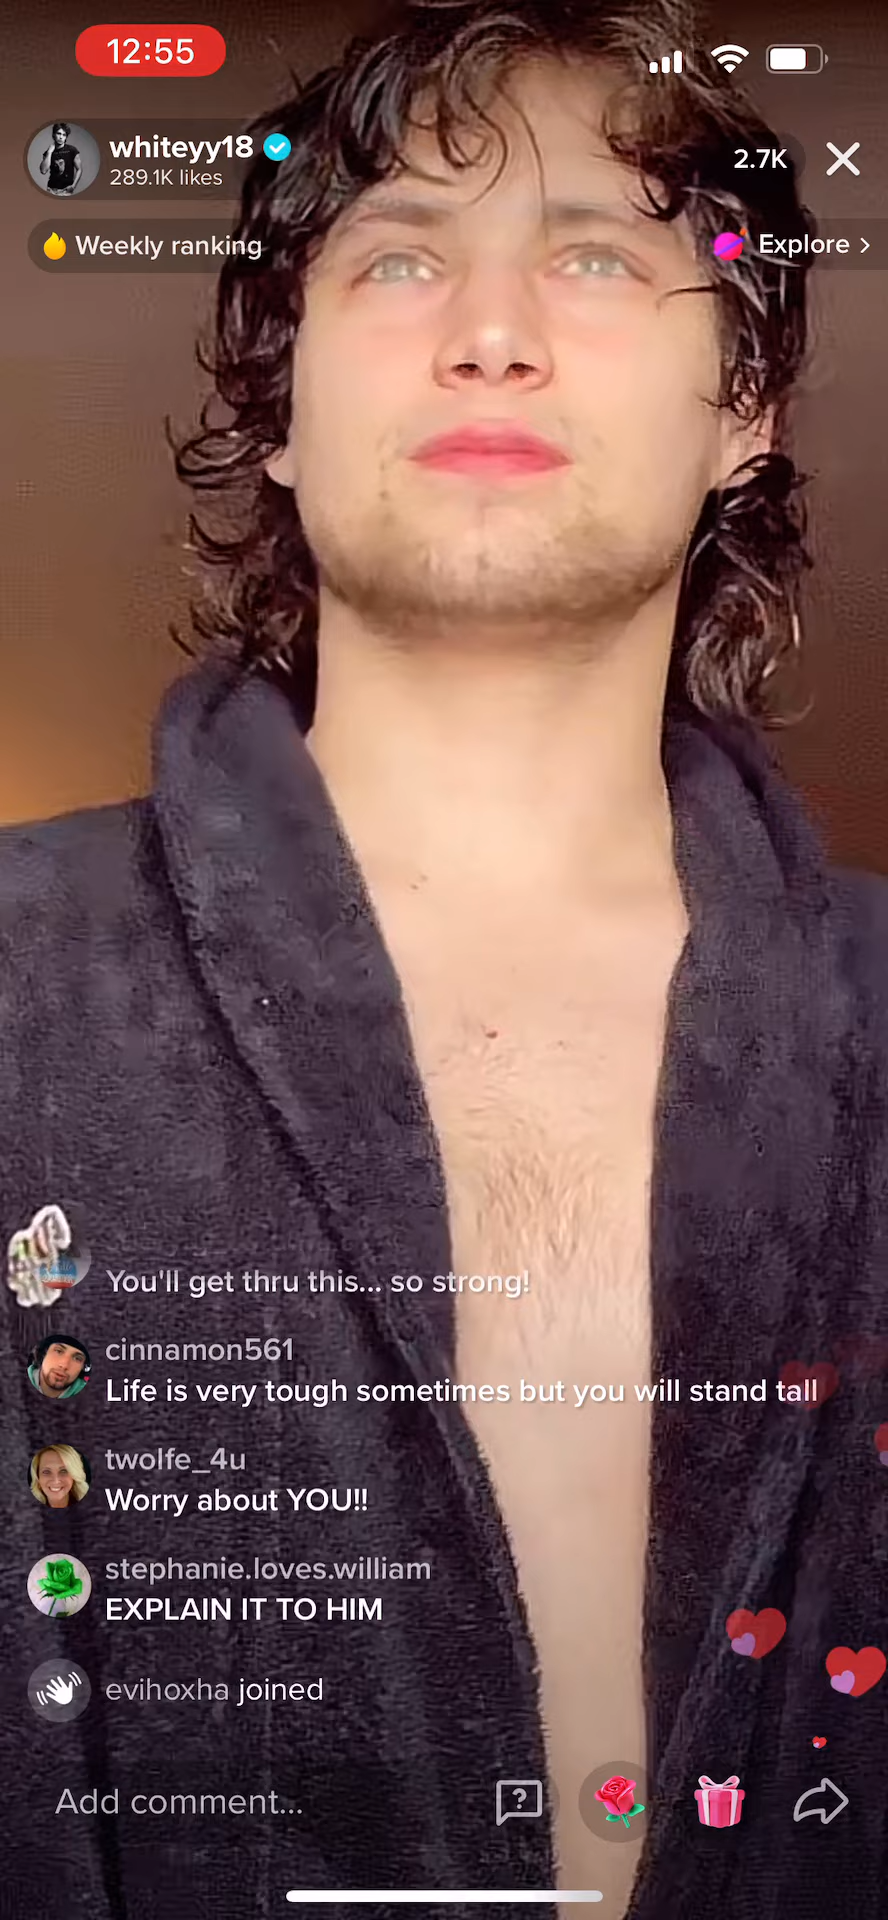 12:55
whiteyy18
289.1K likes
2.7K
Weekly ranking
Explore >
You'll get thru this... so strong!
cinnamon561
Life is very tough sometimes but you will stand tall
twolfe_4u
Worry about YOU!!
stephanie.loves.william
EXPLAIN IT TO HIM
evihoxha joined
Add comment...
?